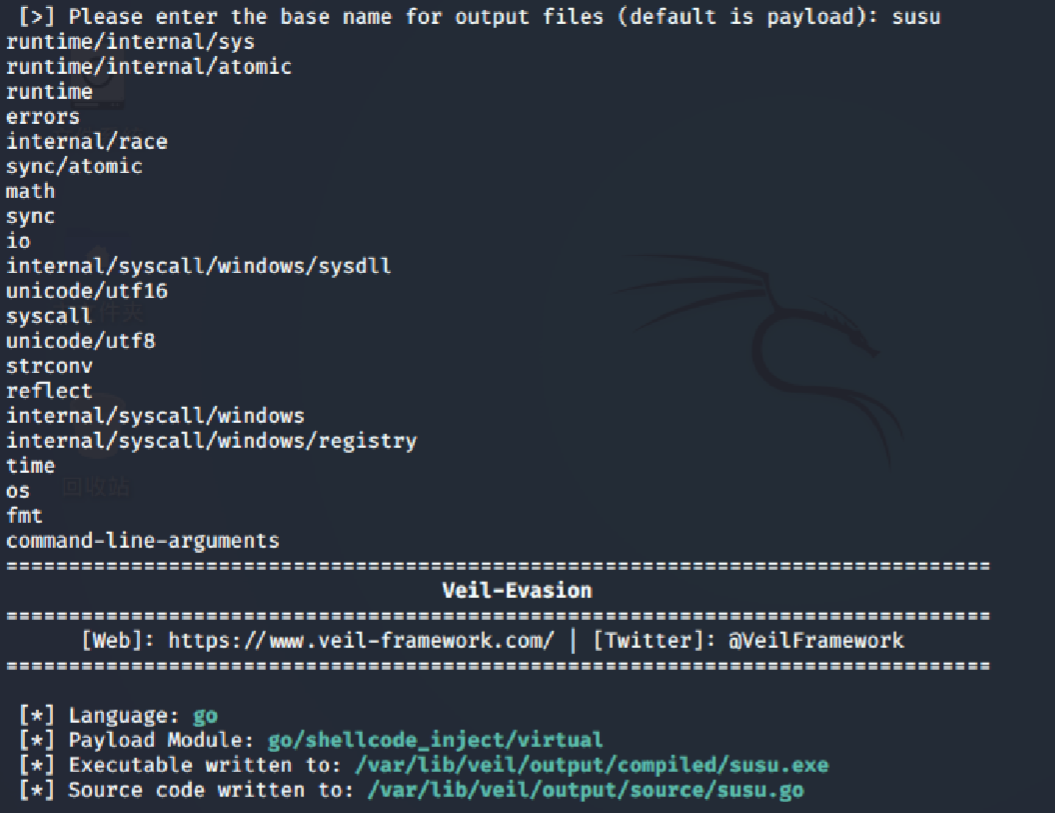 [>] Please enter the base name for output files (default is payload): susu
runtime/internal/sys
runtime/internal/atomic
runtime
errors
internal/race
sync/atomic
math
sync
io
internal/syscall/windows/sysdll
unicode/utf16
syscall
unicode/utf8
strconv
reflect
internal/syscall/windows
internal/syscall/windows/registry
time
os
回收站
fmt
command-line-arguments
===============================================================================
Veil-Evasion
===============================================================================
[Web]: https://www.veil-framework.com/ | [Twitter]: @VeilFramework
===============================================================================
[*] Language: go
[*] Payload Module: go/shellcode_inject/virtual
[*] Executable written to: /var/lib/veil/output/compiled/susu.exe
[*] Source code written to: /var/lib/veil/output/source/susu.go